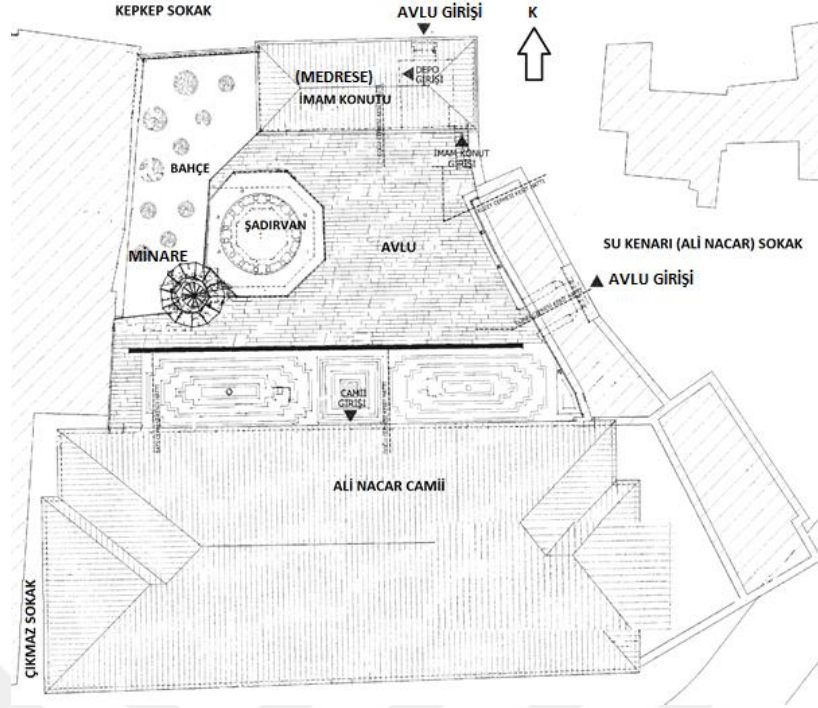 KEPKEP SOKAK
AVLU GİRİŞİ
K
(MEDRESE)
İMAM KONUTU
DEPO
GİRİŞİ
İMAM KONUT
GİRİŞİ
BAHÇE
ŞADIRVAN
AVLU
SU KENARI (ALİ NACAR) SOKAK
MİNARE
AVLU GİRİŞİ
CAMİİ
GİRİŞİ
ALİ NACAR CAMİİ
ÇIKMAZ SOKAK